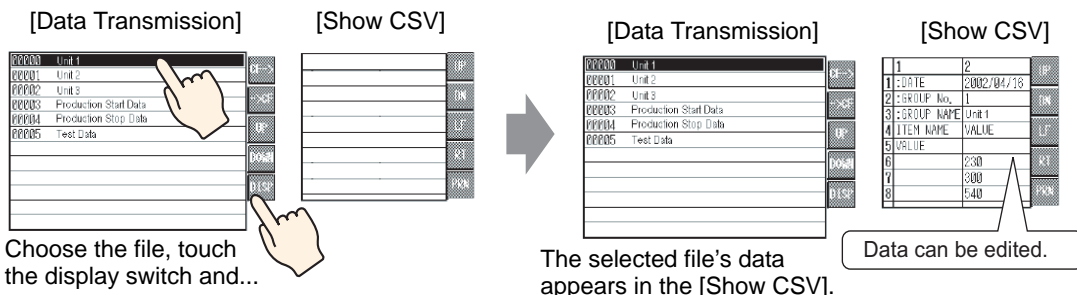 [Data Transmission]
[Show CSV]
00000 Unit 1
00001 Unit 2
00002 Unit 3
00003 Production Start Data
00004 Production Stop Data
00005 Test Data
CF-->
-->CF
UP
DOWN
DISP
UP
DN
LF
RT
PRN
Choose the file, touch
the display switch and...
[Data Transmission]
[Show CSV]
00000 Unit 1
00001 Unit 2
00002 Unit 3
00003 Production Start Data
00004 Production Stop Data
00005 Test Data
CF-->
-->CF
UP
DOWN
DISP
1 2
1 :DATE 2002/04/16
2 :GROUP No. 1
3 :GROUP NAME Unit 1
4 ITEM NAME VALUE
5 VALUE
6 230
7 300
8 540
UP
DN
LF
RT
PRN
Data can be edited.
The selected file's data
appears in the [Show CSV].